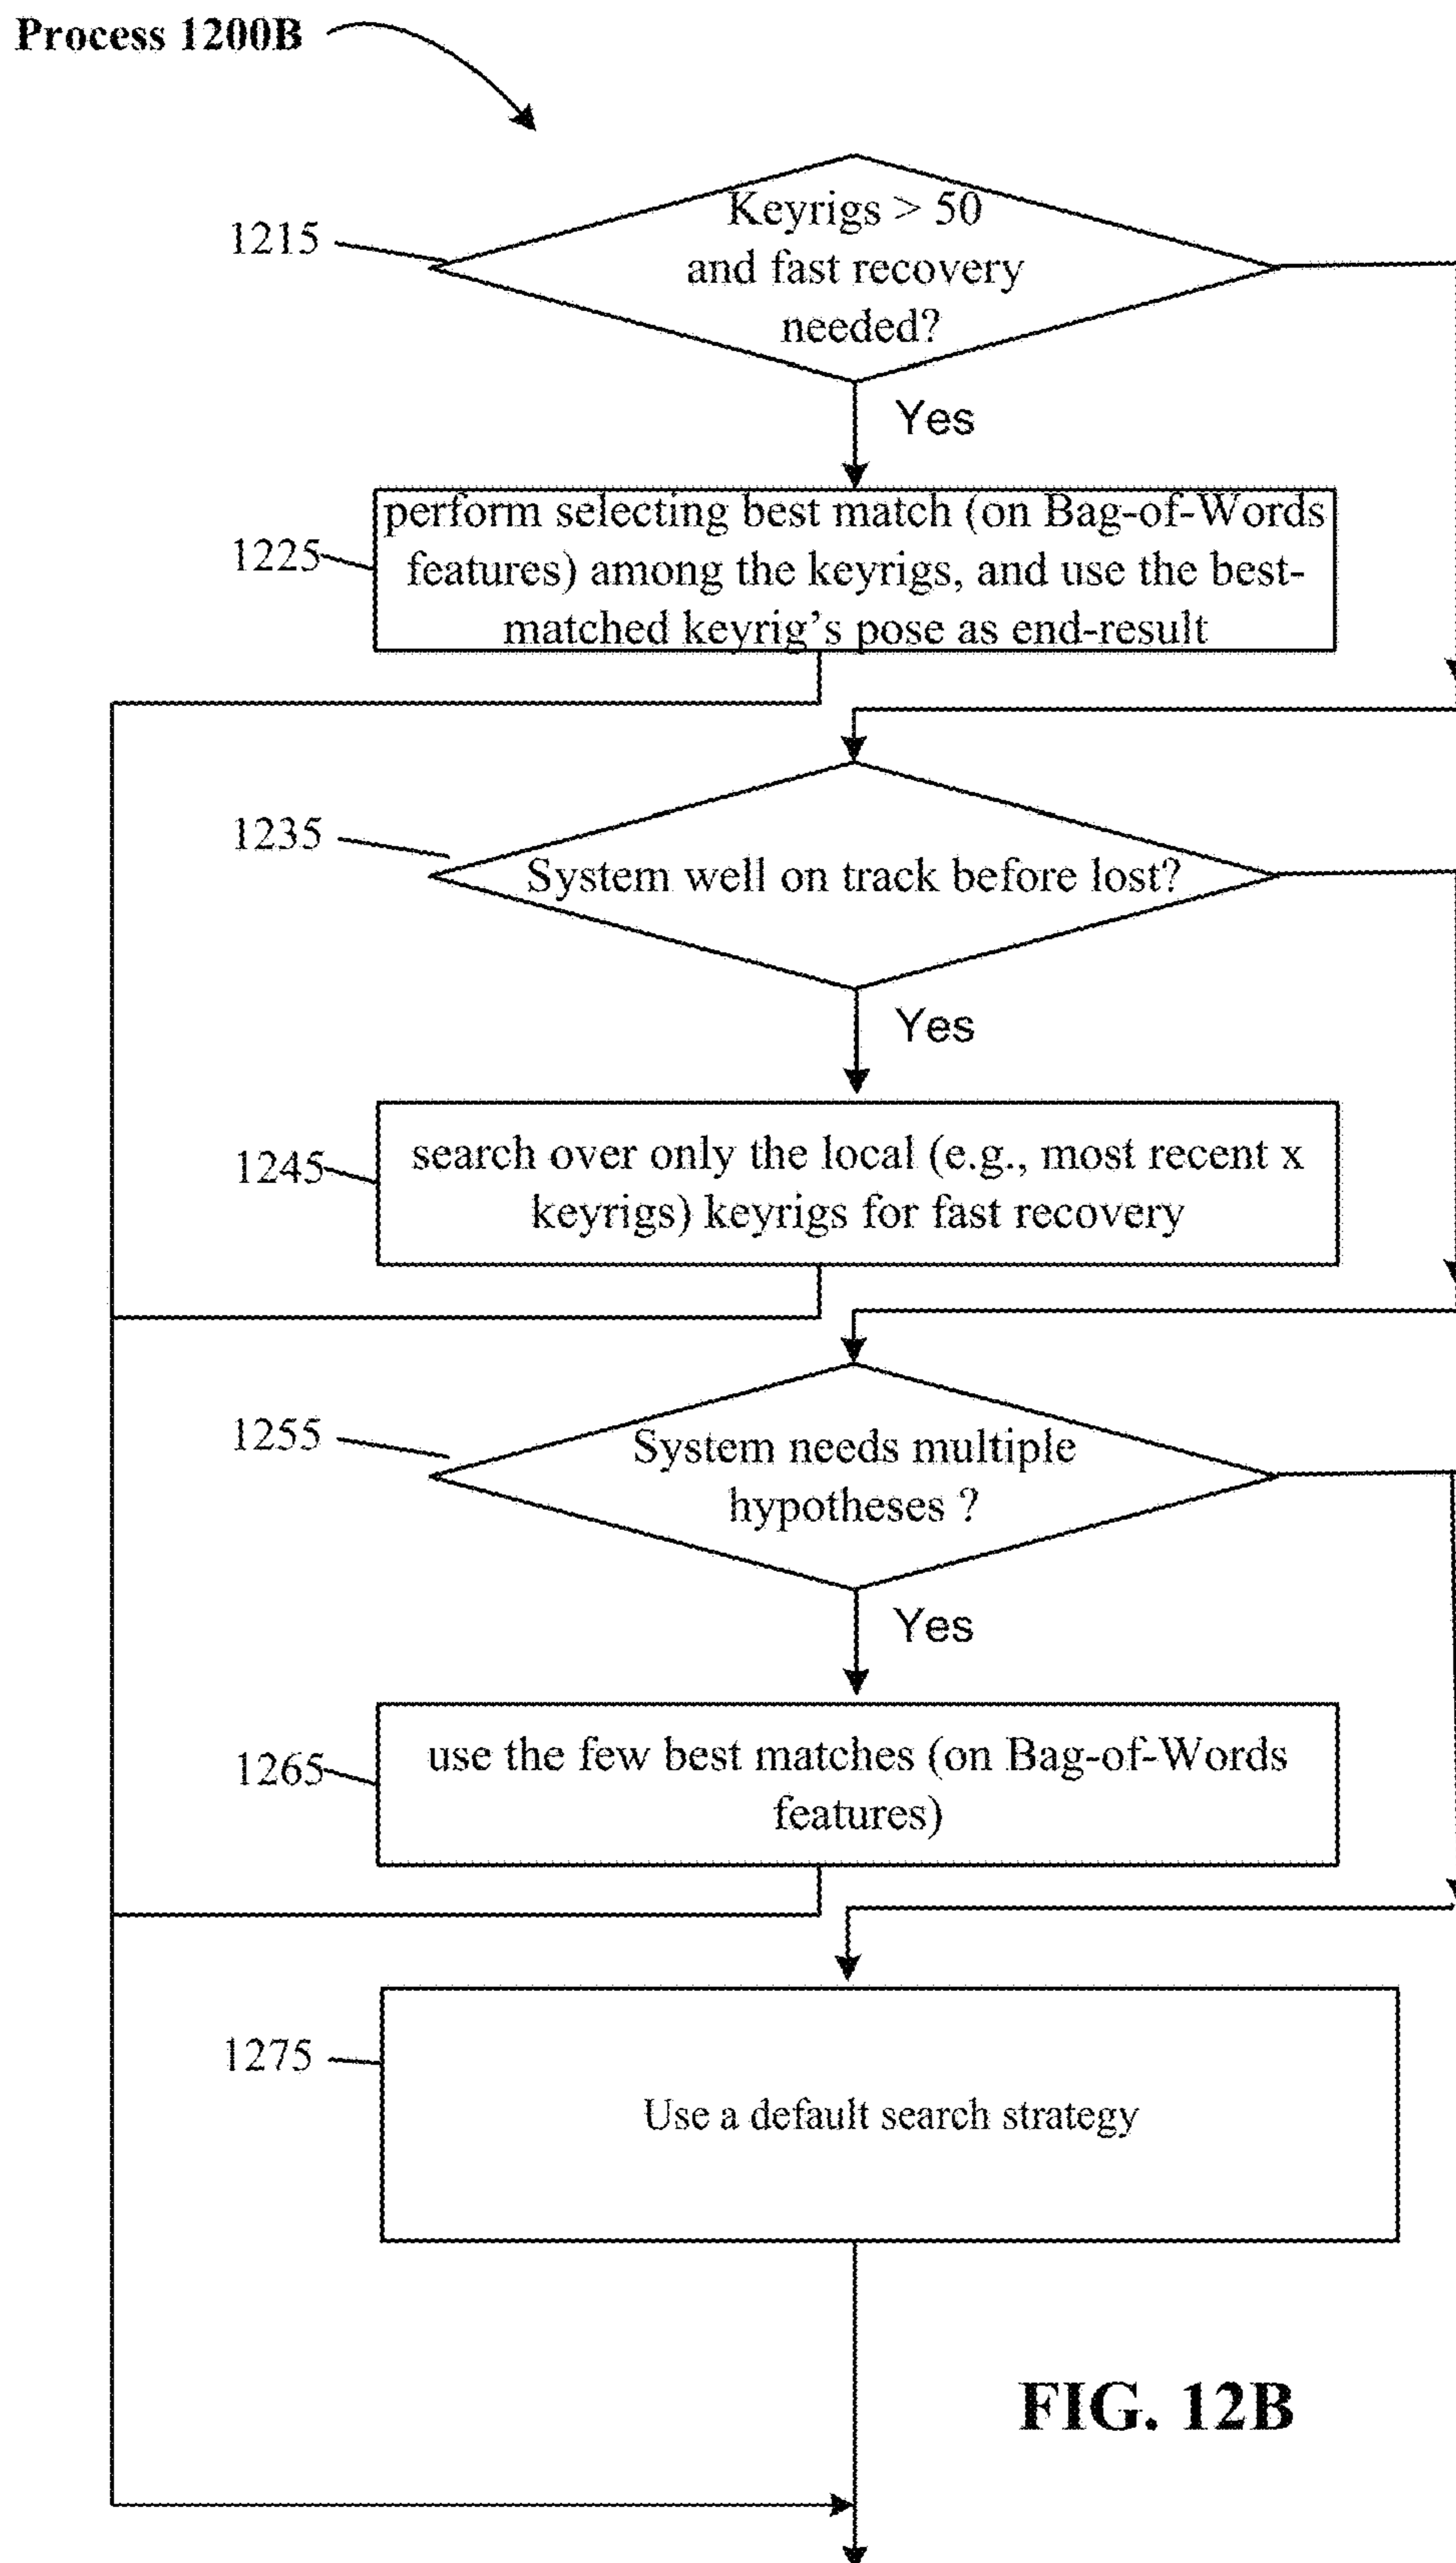 Process 1200B
1215
Keyrigs > 50
and fast recovery
needed?
Yes
1225
perform selecting best match (on Bag-of-Words
features) among the keyrigs, and use the best-
matched keyrig's pose as end-result
1235
System well on track before lost?
Yes
1245
search over only the local (e.g., most recent x
keyrigs) keyrigs for fast recovery
1255
System needs multiple
hypotheses ?
Yes
1265
use the few best matches (on Bag-of-Words
features)
1275
Use a default search strategy
FIG. 12B